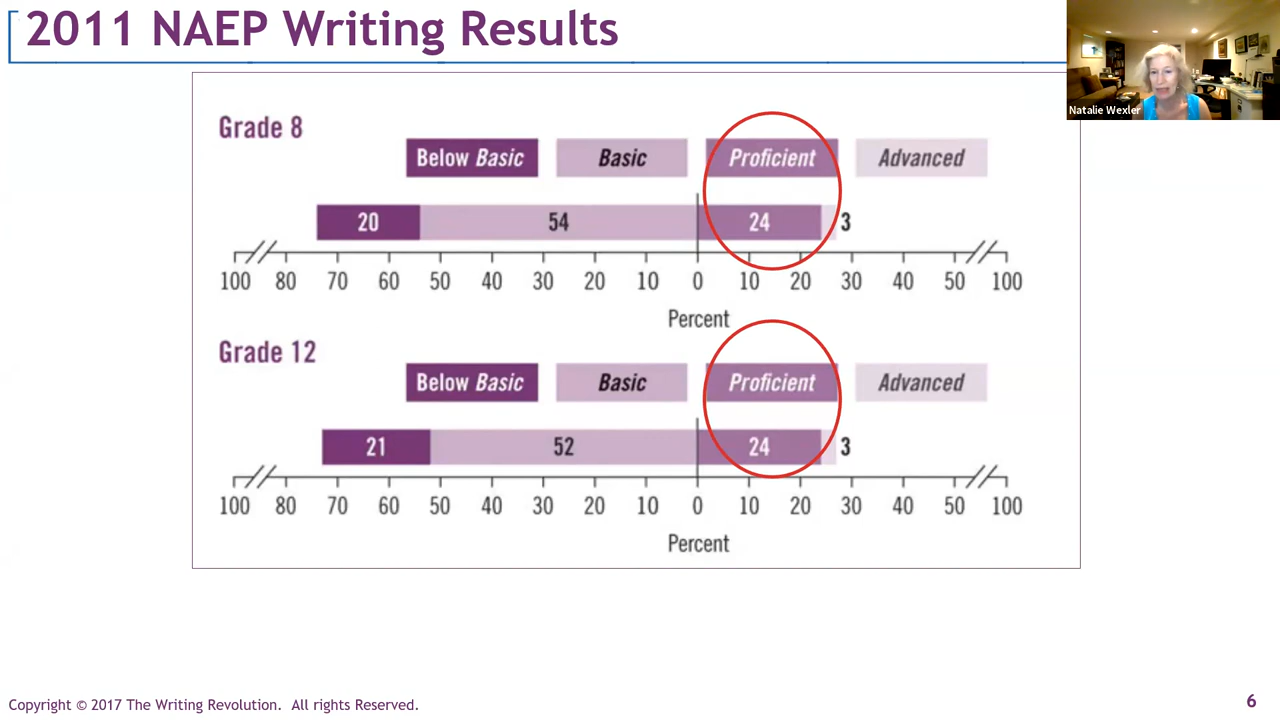 2011 NAEP Writing Results
Natalie Wexler
Grade 8
Below Basic Basic Proficient Advanced
20 54 24 3
100 80 70 60 50 40 30 20 10 0 10 20 30 40 50 100
Percent
Grade 12
Below Basic Basic Proficient Advanced
21 52 24 3
100 80 70 60 50 40 30 20 10 0 10 20 30 40 50 100
Percent
Copyright © 2017 The Writing Revolution. All rights Reserved.
6